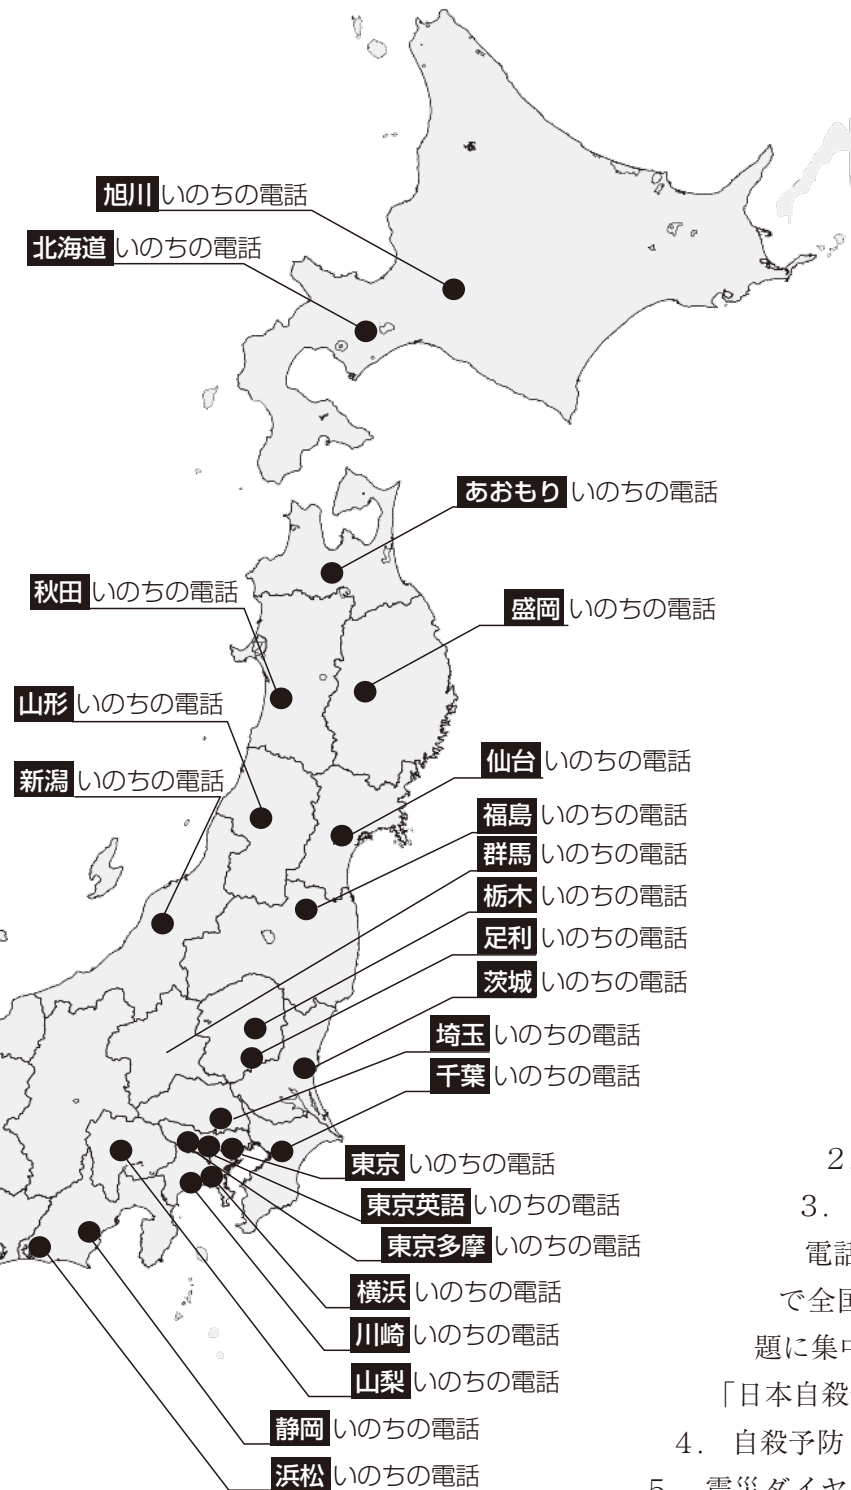 旭川いのちの電話
北海道いのちの電話
あおもりいのちの電話
秋田いのちの電話
盛岡いのちの電話
山形いのちの電話
仙台いのちの電話
新潟いのちの電話
福島いのちの電話
群馬いのちの電話
栃木いのちの電話
足利いのちの電話
茨城いのちの電話
埼玉いのちの電話
千葉いのちの電話
東京いのちの電話
東京英語いのちの電話
東京多摩いのちの電話
横浜いのちの電話
川崎いのちの電話
山梨いのちの電話
静岡いのちの電話
浜松いのちの電話
２.
３.
電話
で全国
題に集中
「日本自殺
４. 自殺予防
５. 震災ダイヤ